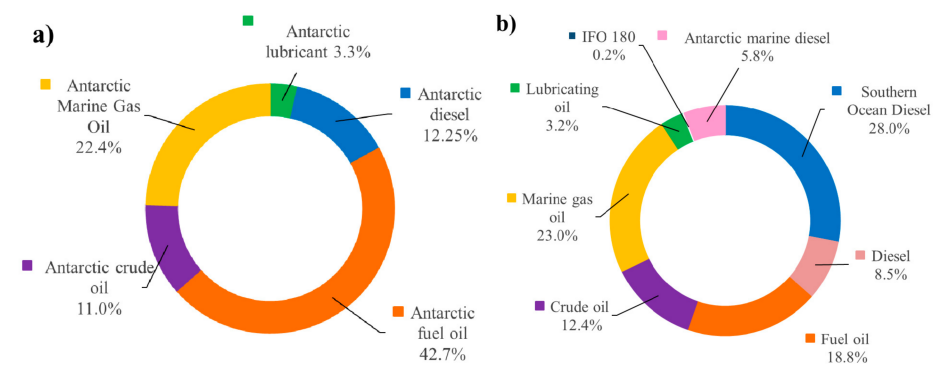 a)
Antarctic
lubricant 3.3%
Antarctic
diesel
12.25%
Antarctic
fuel oil
42.7%
Antarctic crude
oil
11.0%
Antarctic
Marine Gas
Oil
22.4%
b)
IFO 180
0.2%
Antarctic marine diesel
5.8%
Southern
Ocean Diesel
28.0%
Diesel
8.5%
Fuel oil
18.8%
Crude oil
12.4%
Marine gas
oil
23.0%
Lubricating
oil
3.2%